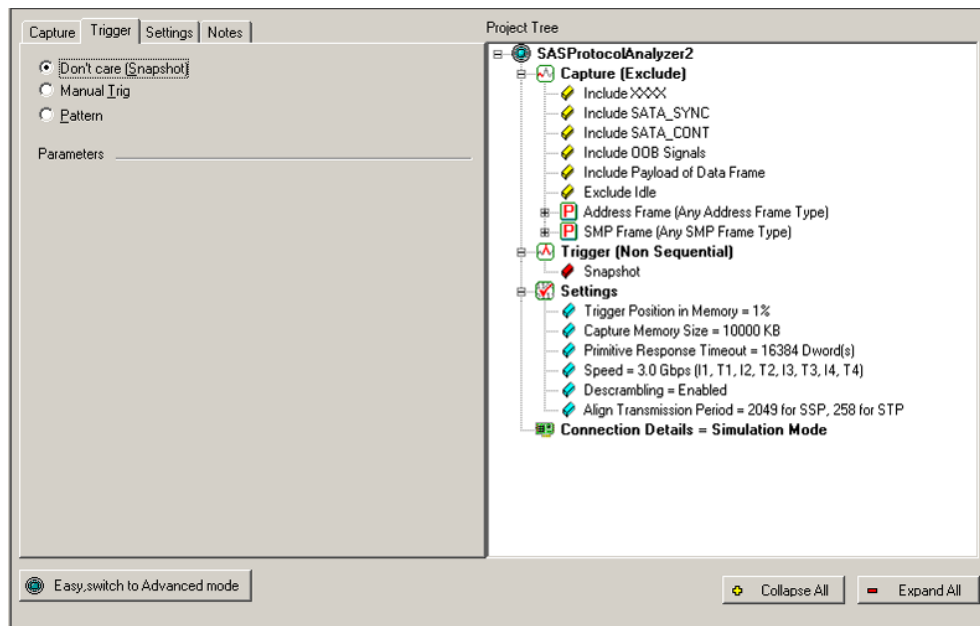 Capture Trigger Settings Notes
Don't care (Snapshot)
Manual Trig
Pattern
Parameters
Project Tree
SASProtocolAnalyzer2
Capture (Exclude)
Include XXXX
Include SATA_SYNC
Include SATA_CONT
Include OOB Signals
Include Payload of Data Frame
Exclude Idle
P Address Frame (Any Address Frame Type)
P SMP Frame (Any SMP Frame Type)
Trigger (Non Sequential)
Snapshot
Settings
Trigger Position in Memory = 1%
Capture Memory Size = 10000 KB
Primitive Response Timeout = 16384 Dword(s)
Speed = 3.0 Gbps (I1, T1, I2, T2, I3, T3, I4, T4)
Descrambling = Enabled
Align Transmission Period = 2049 for SSP, 258 for STP
Connection Details = Simulation Mode
Easy,switch to Advanced mode
Collapse All
Expand All